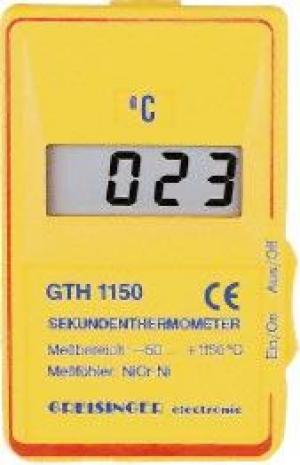 °C
023
GTH 1150 CE
SEKUNDENTHERMOMETER
Meßbereich -50 ... +1150°C
Meßfühler NiCr-Ni
GREISINGER electronic
Ein/On Aus/Off